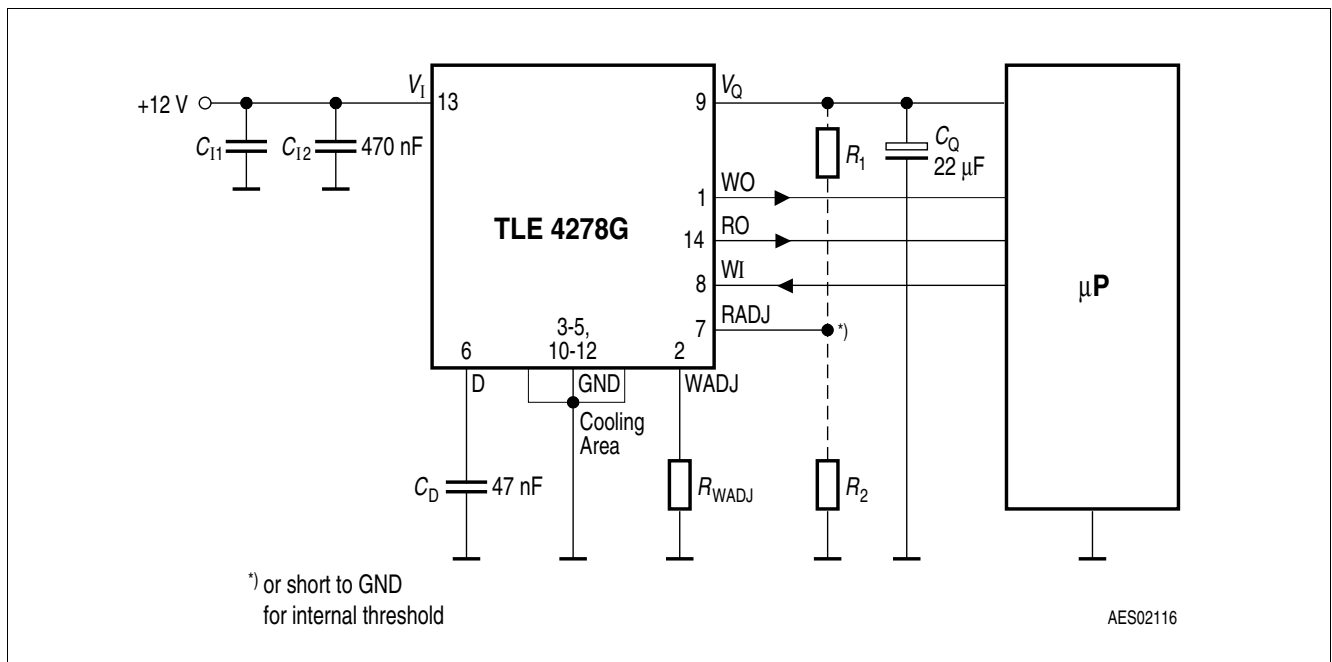 +12 V
V_I
13
C_I1
C_I2
470 nF
TLE 4278G
9
V_Q
R_1
C_Q
22 µF
1
WO
14
RO
8
WI
7
RADJ
*)
µP
6
3-5,
10-12
2
D
GND
WADJ
Cooling
Area
C_D
47 nF
R_WADJ
R_2
*) or short to GND
for internal threshold
AES02116